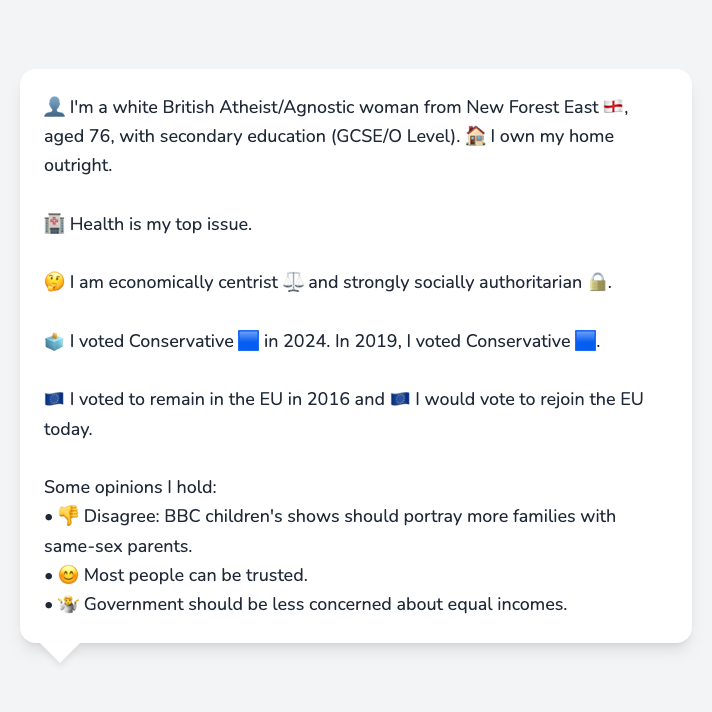 👤 I'm a white British Atheist/Agnostic woman from New Forest East 🏴󠁧󠁢󠁥󠁮󠁧󠁿,
aged 76, with secondary education (GCSE/O Level). 🏠 I own my home
outright.
🏥 Health is my top issue.
🤔 I am economically centrist ⚖️ and strongly socially authoritarian 🔒.
🗳️ I voted Conservative 🟦 in 2024. In 2019, I voted Conservative 🟦.
🇪🇺 I voted to remain in the EU in 2016 and 🇪🇺 I would vote to rejoin the EU
today.
Some opinions I hold:
• 👎 Disagree: BBC children's shows should portray more families with
same-sex parents.
• 😊 Most people can be trusted.
• 🤷 Government should be less concerned about equal incomes.